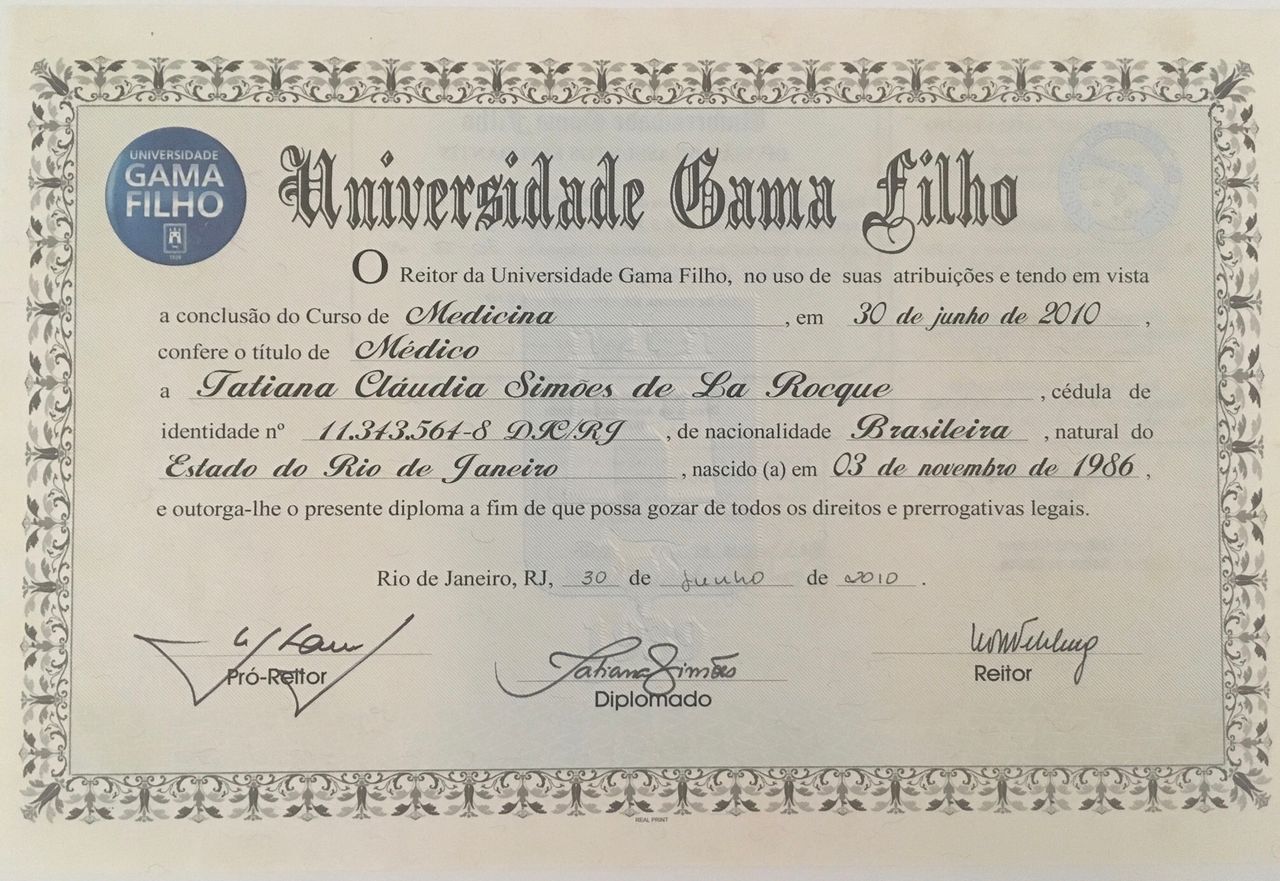 UNIVERSIDADE
GAMA
FILHO
Universidade Gama Filho
O Reitor da Universidade Gama Filho, no uso de suas atribuições e tendo em vista
a conclusão do Curso de Medicina , em 30 de junho de 2010 ,
confere o título de Médico
a Tatiana Cláudia Simões de La Rocque , cédula de
identidade nº 11.343.564-8 DIC/RJ , de nacionalidade Brasileira , natural do
Estado do Rio de Janeiro , nascido (a) em 03 de novembro de 1986 ,
e outorga-lhe o presente diploma a fim de que possa gozar de todos os direitos e prerrogativas legais.
Rio de Janeiro, RJ, 30 de junho de 2010 .
Pró-Reitor
Tatiana Simões
Diplomado
Reitor
REAL PRINT